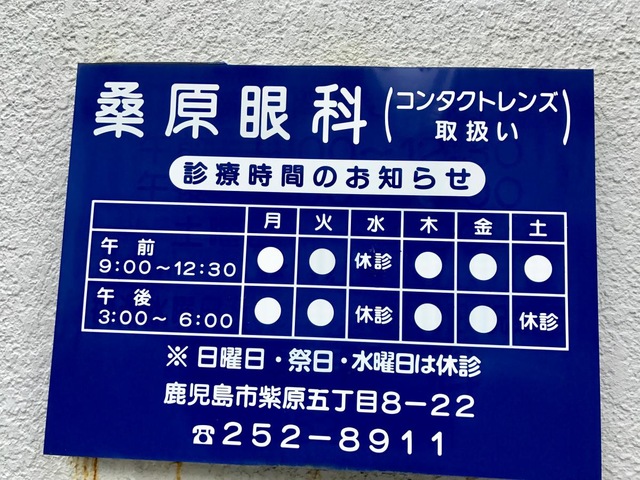 桑原眼科(コンタクトレンズ取扱い)
診療時間のお知らせ
月 火 水 木 金 土
午前 9:00～12:30 ● ● 休診 ● ● ●
午後 3:00～6:00 ● ● 休診 ● ● 休診
※日曜日・祭日・水曜日は休診
鹿児島市紫原五丁目8-22
☎252-8911